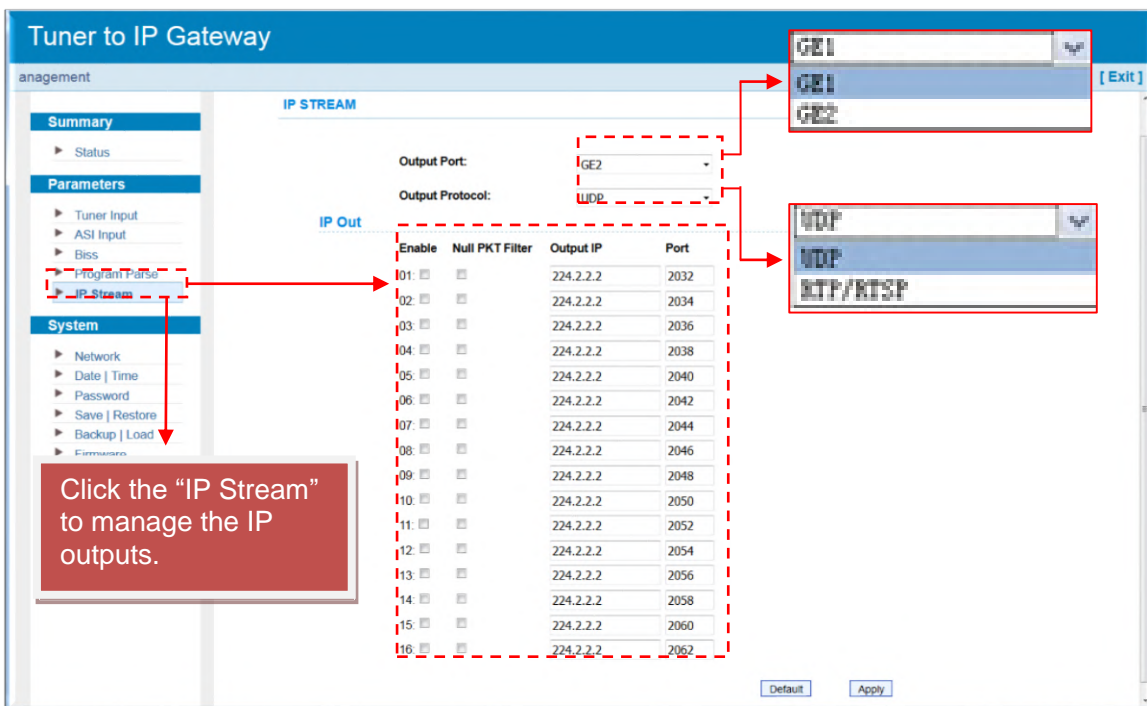 Tuner to IP Gateway
anagement
[ Exit ]
GE1
GE1
GE2
IP STREAM
Summary
Status
Parameters
Tuner Input
ASI Input
Biss
Program Parse
IP Stream
System
Network
Date | Time
Password
Save | Restore
Backup | Load
Firmware
Click the “IP Stream”
to manage the IP
outputs.
Output Port: GE2
Output Protocol: UDP
UDP
UDP
RTP/RTSP
IP Out
Enable Null PKT Filter Output IP Port
01: 224.2.2.2 2032
02: 224.2.2.2 2034
03: 224.2.2.2 2036
04: 224.2.2.2 2038
05: 224.2.2.2 2040
06: 224.2.2.2 2042
07: 224.2.2.2 2044
08: 224.2.2.2 2046
09: 224.2.2.2 2048
10: 224.2.2.2 2050
11: 224.2.2.2 2052
12: 224.2.2.2 2054
13: 224.2.2.2 2056
14: 224.2.2.2 2058
15: 224.2.2.2 2060
16: 224.2.2.2 2062
Default Apply